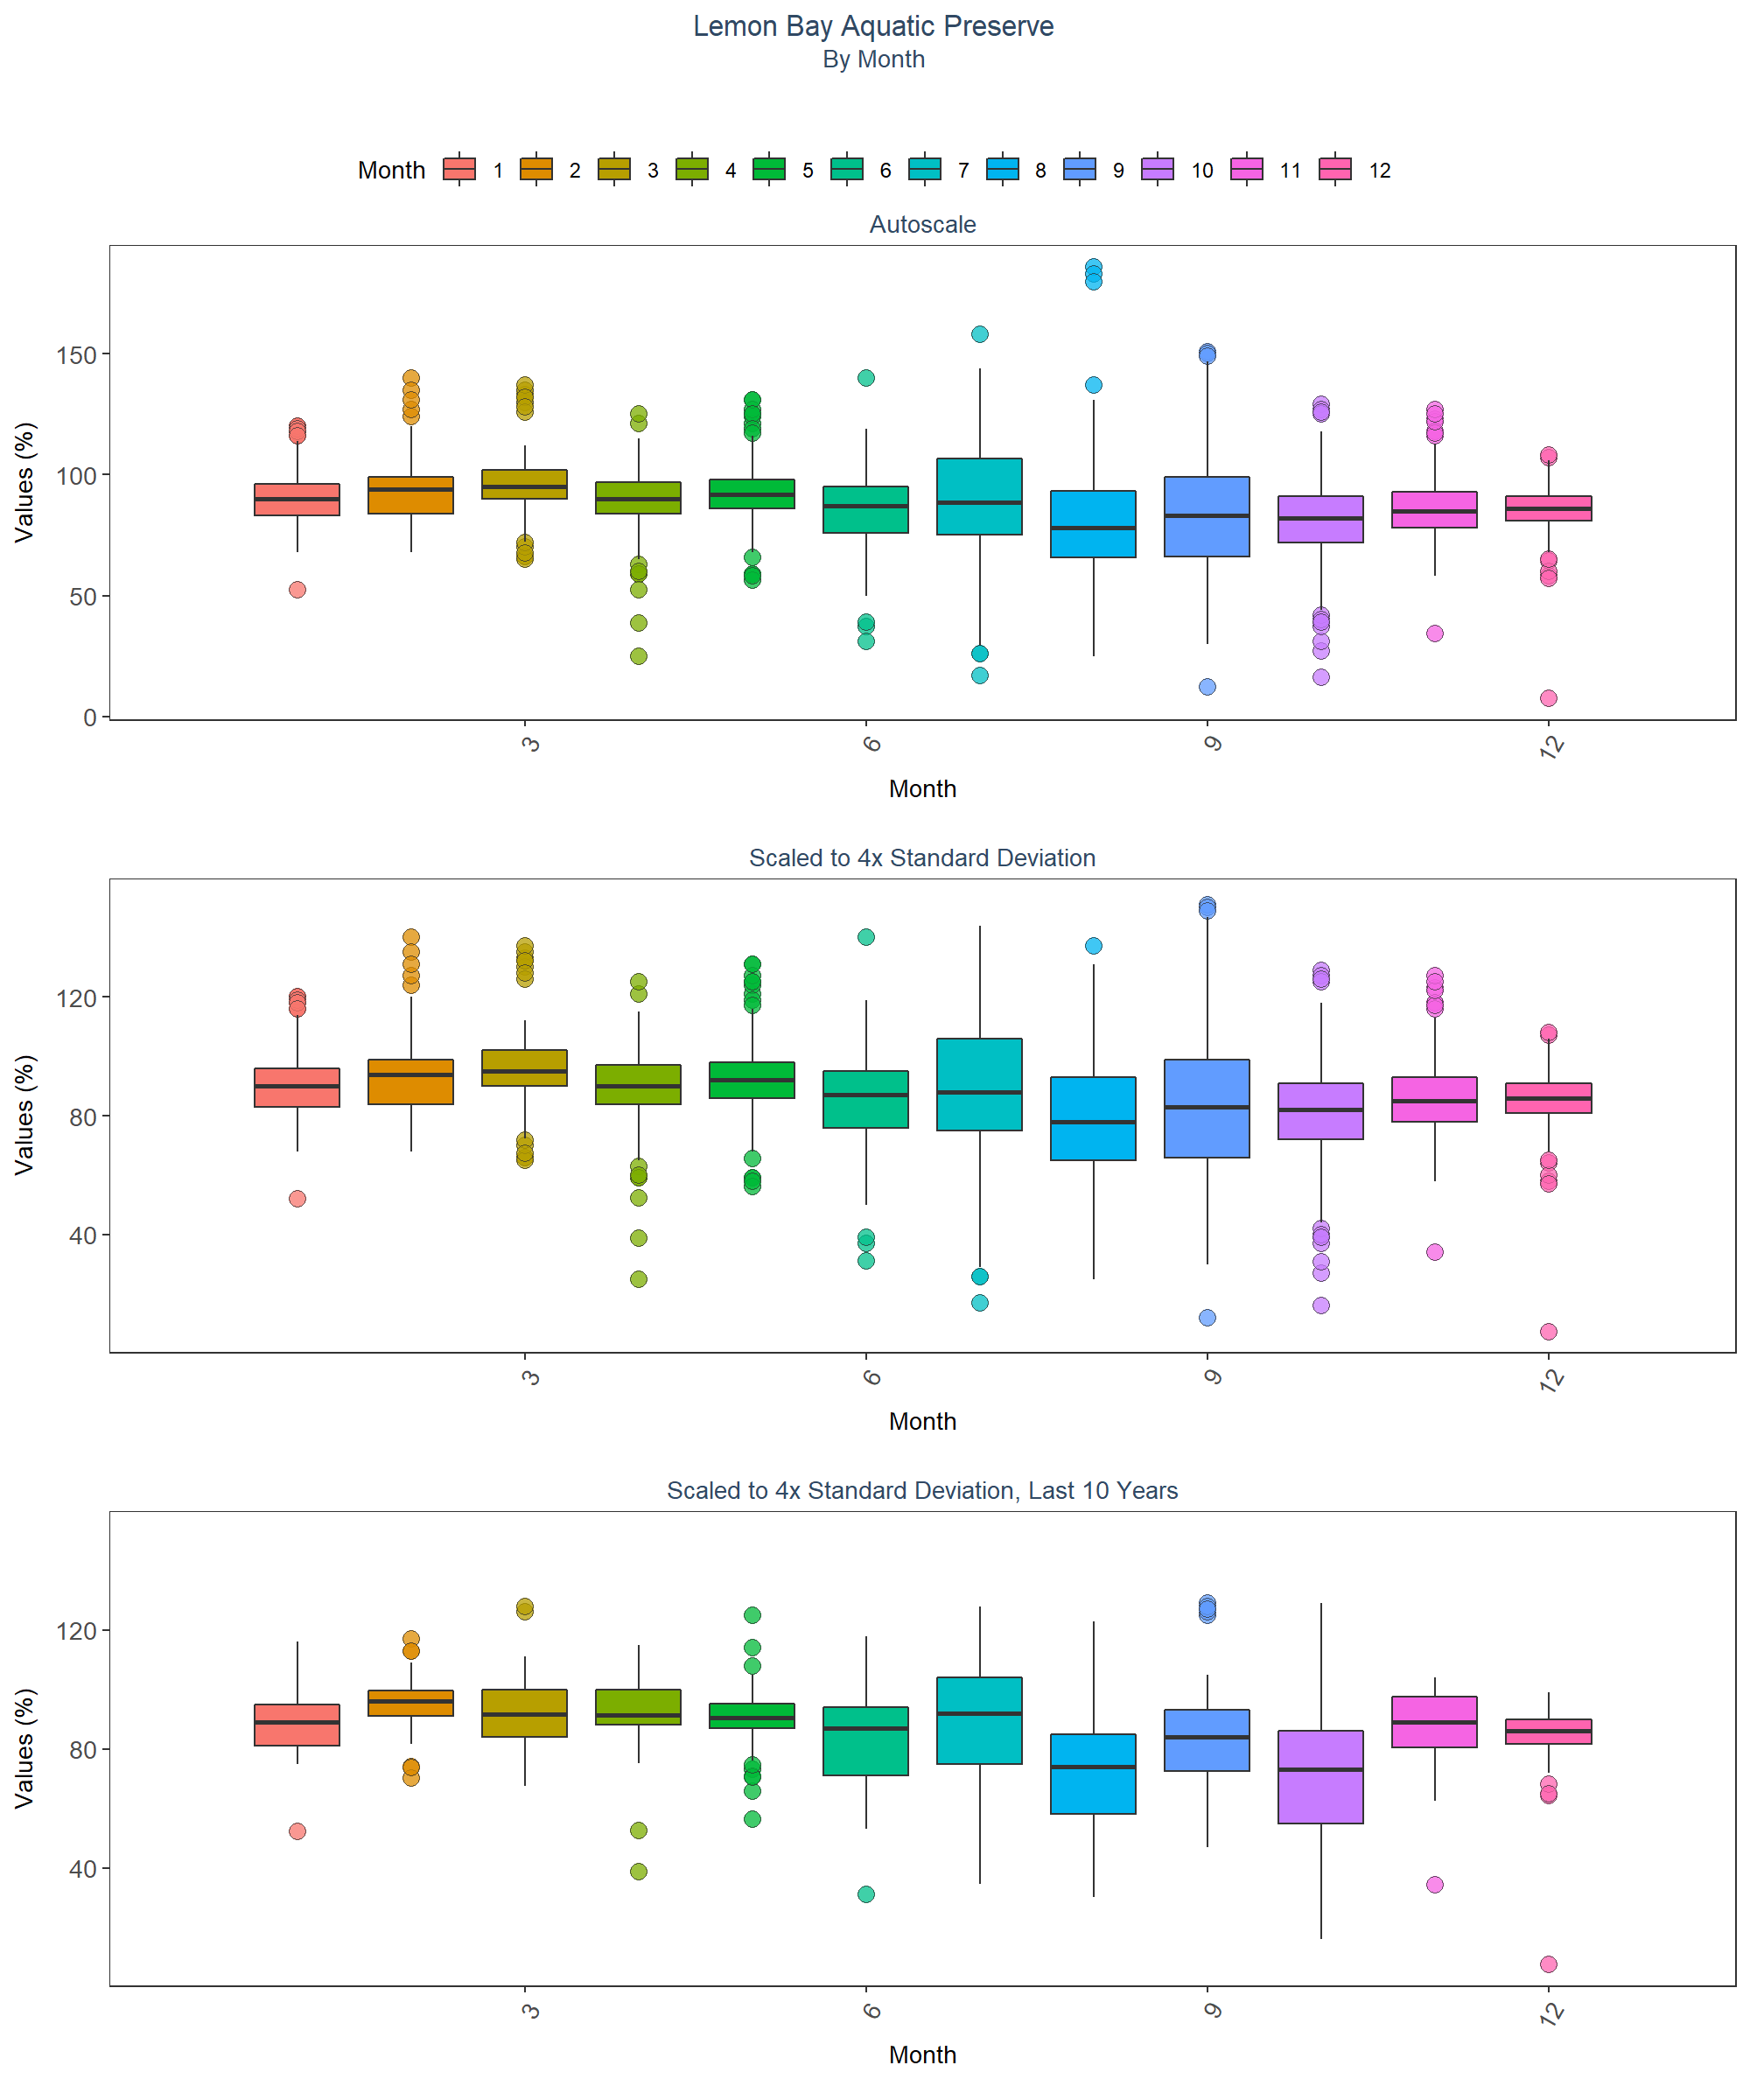 Lemon Bay Aquatic Preserve
By Month
Month 1 2 3 4 5 6 7 8 9 10 11 12
Autoscale
Values (%)
150
100
50
0
3 6 9 12
Month
Scaled to 4x Standard Deviation
Values (%)
120
80
40
3 6 9 12
Month
Scaled to 4x Standard Deviation, Last 10 Years
Values (%)
120
80
40
3 6 9 12
Month